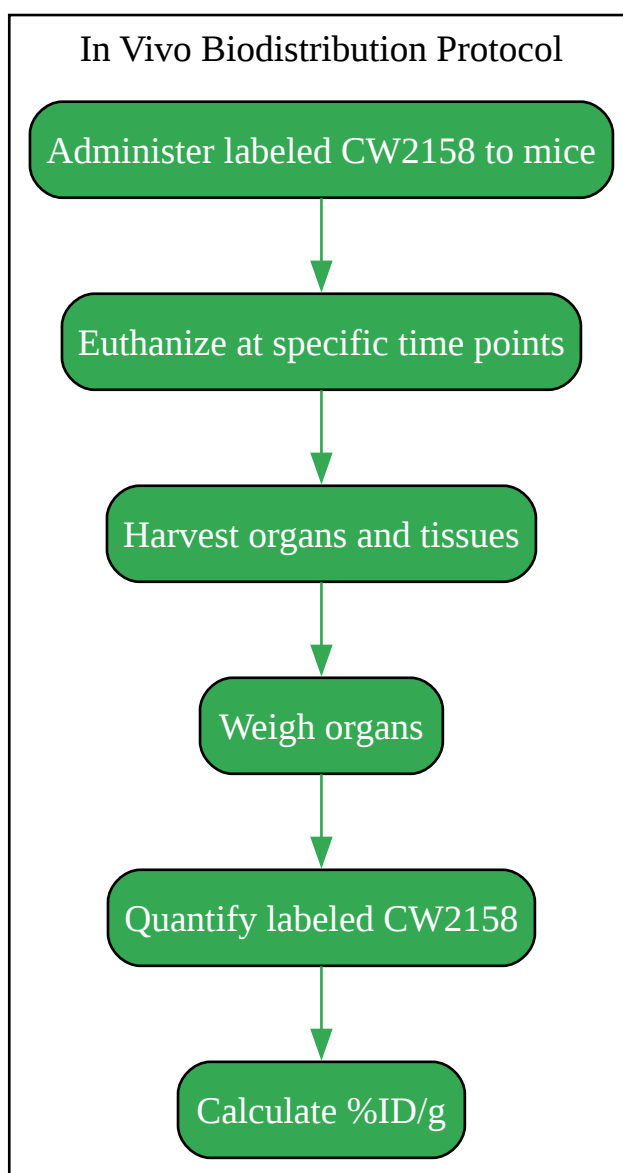 In Vivo Biodistribution Protocol
Administer labeled CW2158 to mice
Euthanize at specific time points
Harvest organs and tissues
Weigh organs
Quantify labeled CW2158
Calculate %ID/g